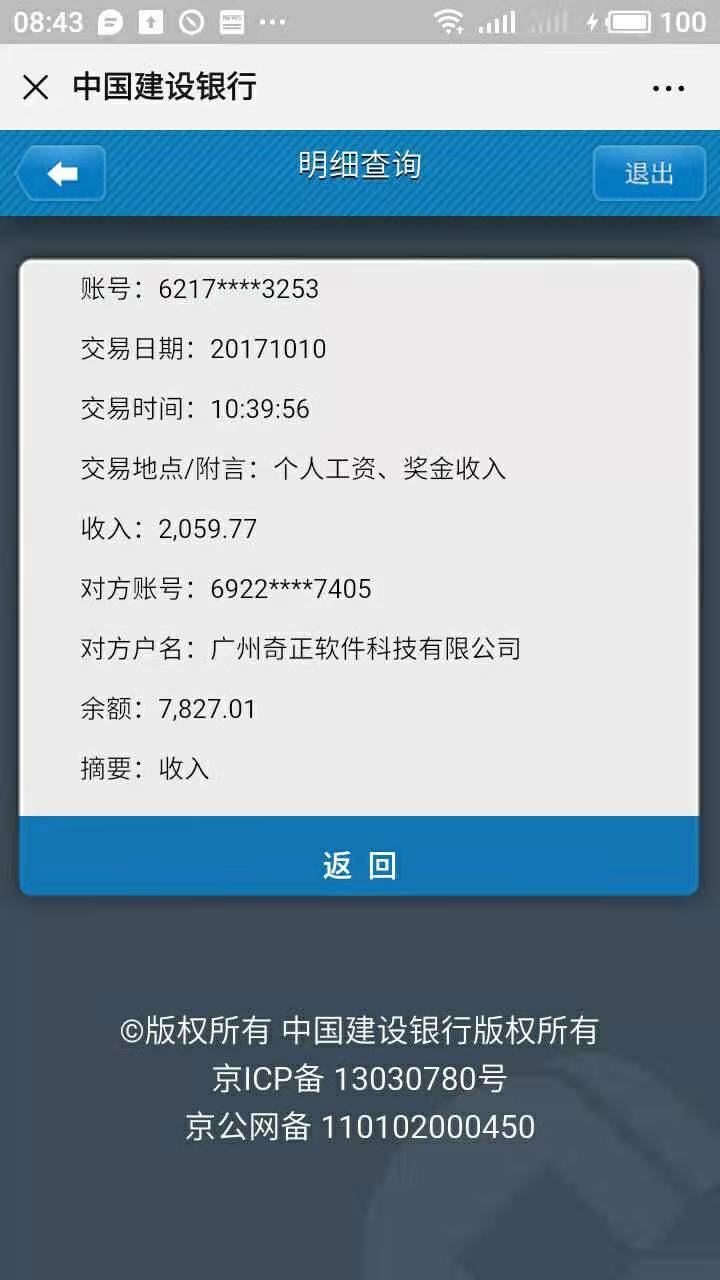 08:43 NEWS 100
中国建设银行
明细查询 退出
账号：6217****3253
交易日期：20171010
交易时间：10:39:56
交易地点/附言：个人工资、奖金收入
收入：2,059.77
对方账号：6922****7405
对方户名：广州奇正软件科技有限公司
余额：7,827.01
摘要：收入
返 回
©版权所有 中国建设银行版权所有
京ICP备 13030780号
京公网备 110102000450